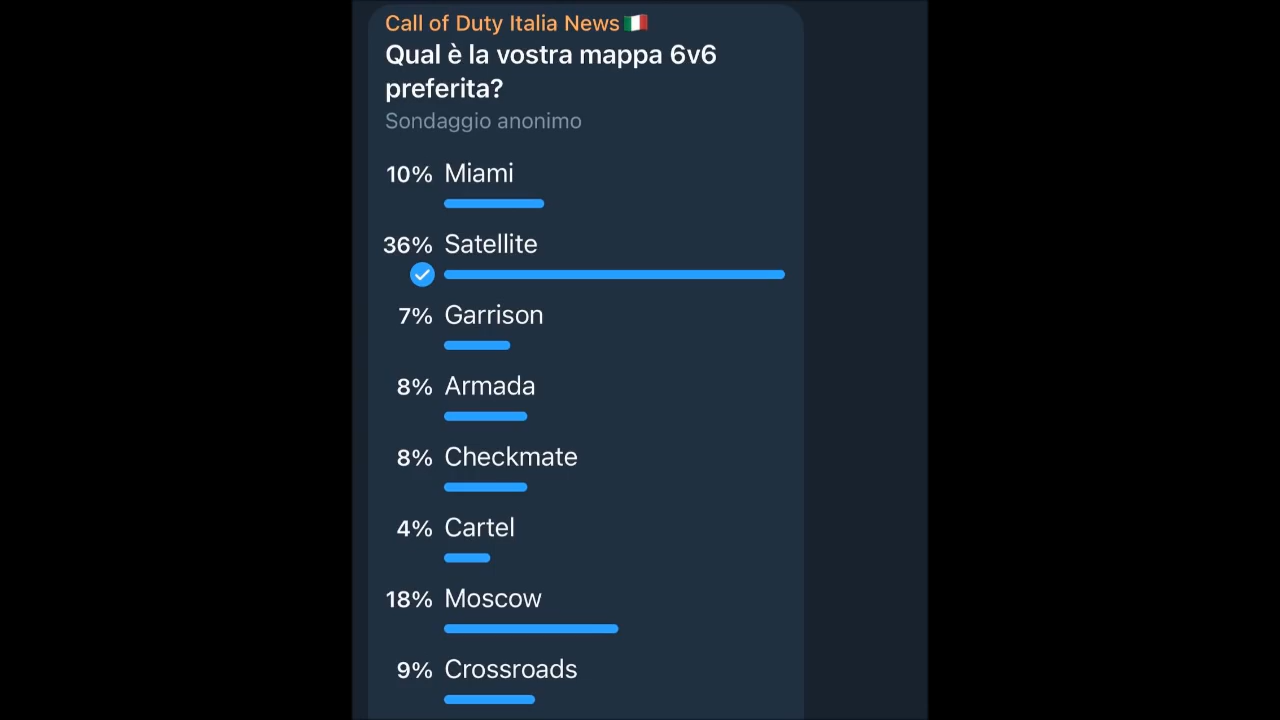 Call of Duty Italia News🇮🇹
Qual è la vostra mappa 6v6
preferita?
Sondaggio anonimo
10% Miami
36% Satellite
7% Garrison
8% Armada
8% Checkmate
4% Cartel
18% Moscow
9% Crossroads